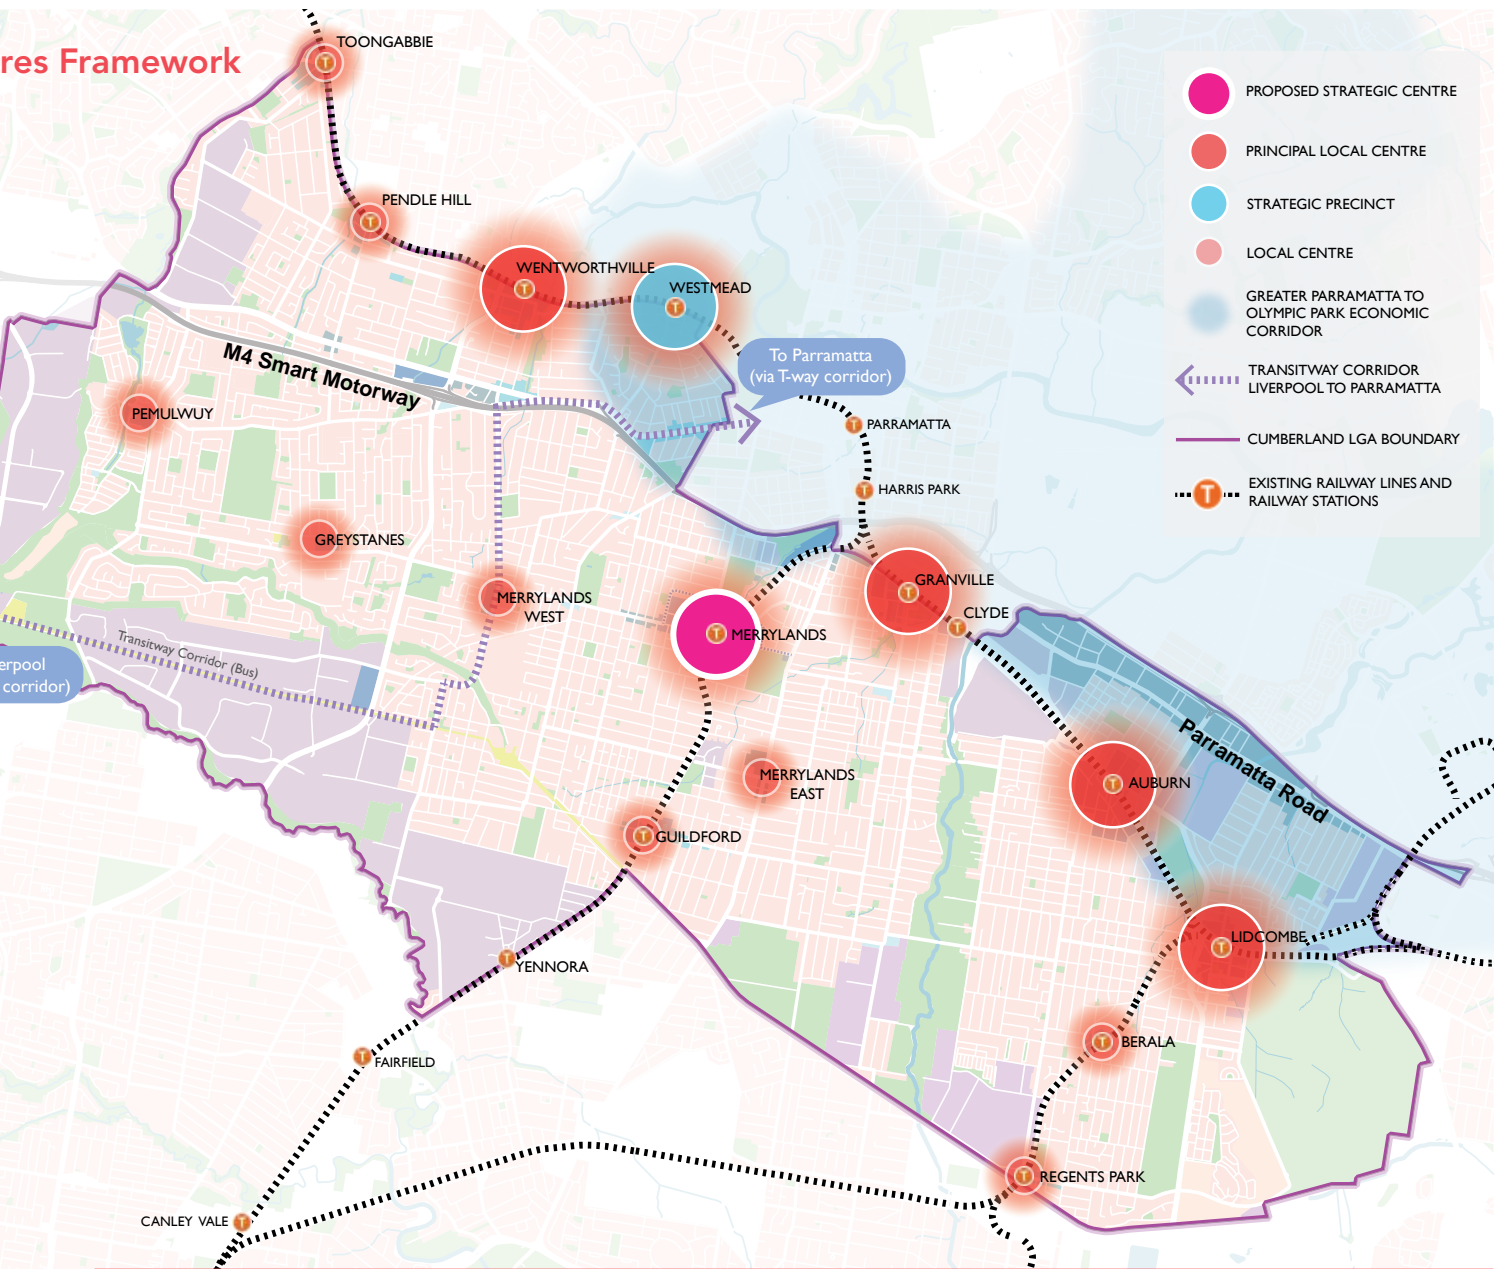 res Framework
TOONGABBIE
PENDLE HILL
WENTWORTHVILLE
WESTMEAD
To Parramatta
(via T-way corridor)
M4 Smart Motorway
PEMULWUY
PARRAMATTA
HARRIS PARK
GREYSTANES
MERRYLANDS
WEST
GRANVILLE
CLYDE
MERRYLANDS
Transitway Corridor (Bus)
erpool
corridor)
Parramatta Road
MERRYLANDS
EAST
AUBURN
GUILDFORD
LIDCOMBE
YENNORA
BERALA
FAIRFIELD
REGENTS PARK
CANLEY VALE
PROPOSED STRATEGIC CENTRE
PRINCIPAL LOCAL CENTRE
STRATEGIC PRECINCT
LOCAL CENTRE
GREATER PARRAMATTA TO
OLYMPIC PARK ECONOMIC
CORRIDOR
TRANSITWAY CORRIDOR
LIVERPOOL TO PARRAMATTA
CUMBERLAND LGA BOUNDARY
T
EXISTING RAILWAY LINES AND
RAILWAY STATIONS